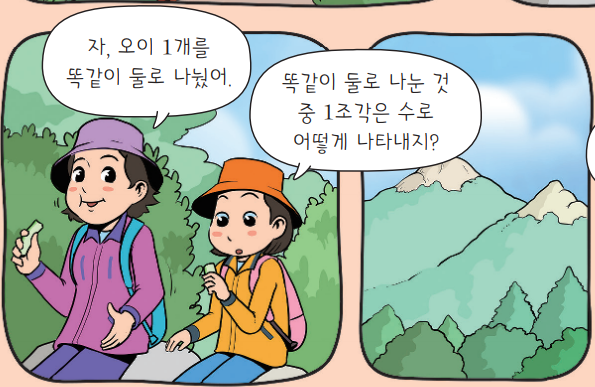 자, 오이 1개를
똑같이 둘로 나눴어.
똑같이 둘로 나눈 것
중 1조각은 수로
어떻게 나타내지?